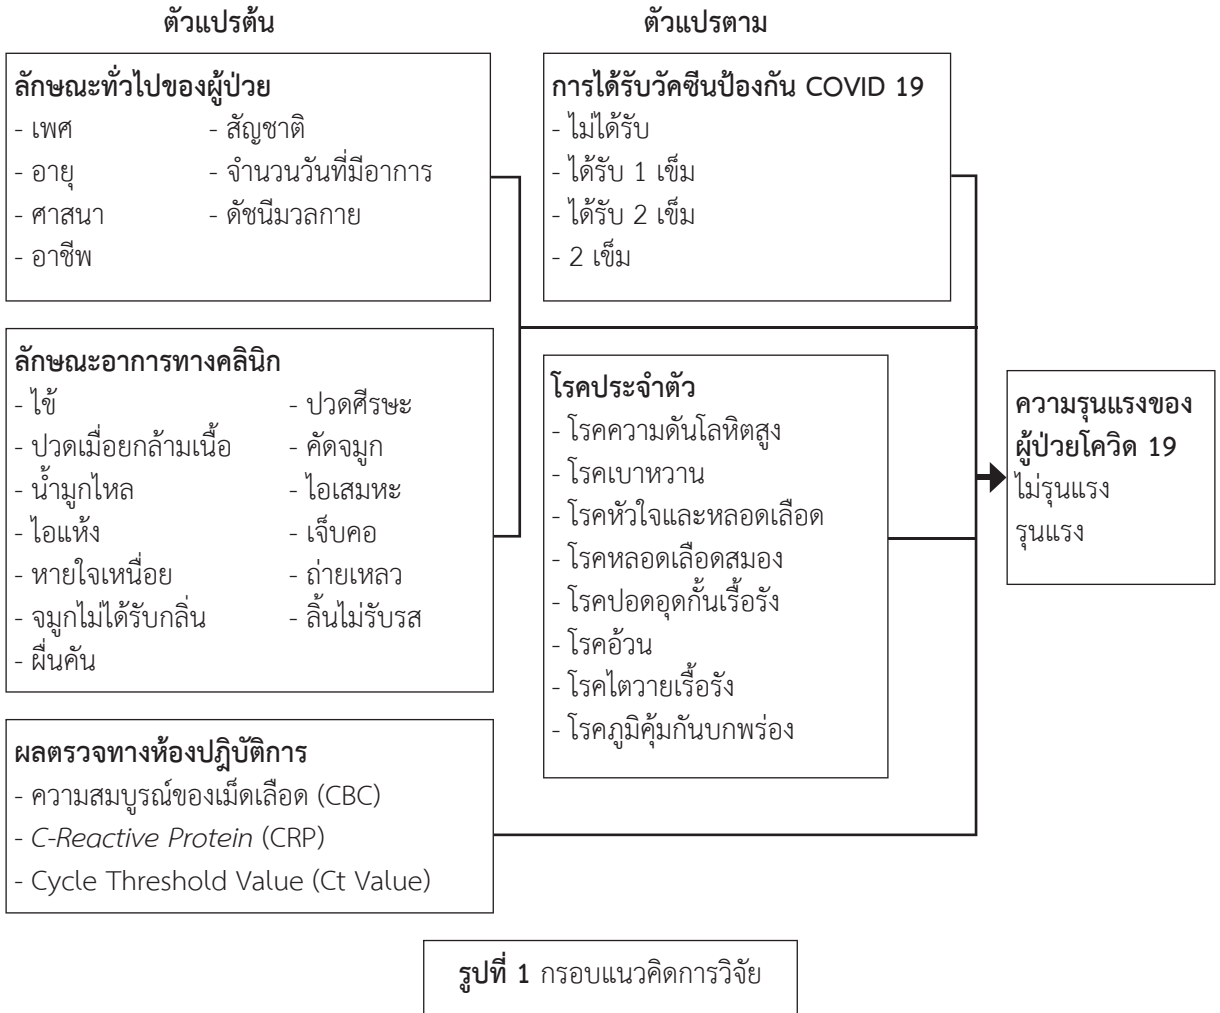 ตัวแปรต้น
ตัวแปรตาม
ลักษณะทั่วไปของผู้ป่วย
- เพศ - สัญชาติ
- อายุ - จำนวนวันที่มีอาการ
- ศาสนา - ดัชนีมวลกาย
- อาชีพ
การได้รับวัคซีนป้องกัน COVID 19
- ไม่ได้รับ
- ได้รับ 1 เข็ม
- ได้รับ 2 เข็ม
- 2 เข็ม
ลักษณะอาการทางคลินิก
- ไข้ - ปวดศีรษะ
- ปวดเมื่อยกล้ามเนื้อ - คัดจมูก
- น้ำมูกไหล - ไอเสมหะ
- ไอแห้ง - เจ็บคอ
- หายใจเหนื่อย - ถ่ายเหลว
- จมูกไม่ได้รับกลิ่น - ลิ้นไม่รับรส
- ผื่นคัน
โรคประจำตัว
- โรคความดันโลหิตสูง
- โรคเบาหวาน
- โรคหัวใจและหลอดเลือด
- โรคหลอดเลือดสมอง
- โรคปอดอุดกั้นเรื้อรัง
- โรคอ้วน
- โรคไตวายเรื้อรัง
- โรคภูมิคุ้มกันบกพร่อง
ความรุนแรงของ
ผู้ป่วยโควิด 19
ไม่รุนแรง
รุนแรง
ผลตรวจทางห้องปฎิบัติการ
- ความสมบูรณ์ของเม็ดเลือด (CBC)
- C-Reactive Protein (CRP)
- Cycle Threshold Value (Ct Value)
รูปที่ 1 กรอบแนวคิดการวิจัย